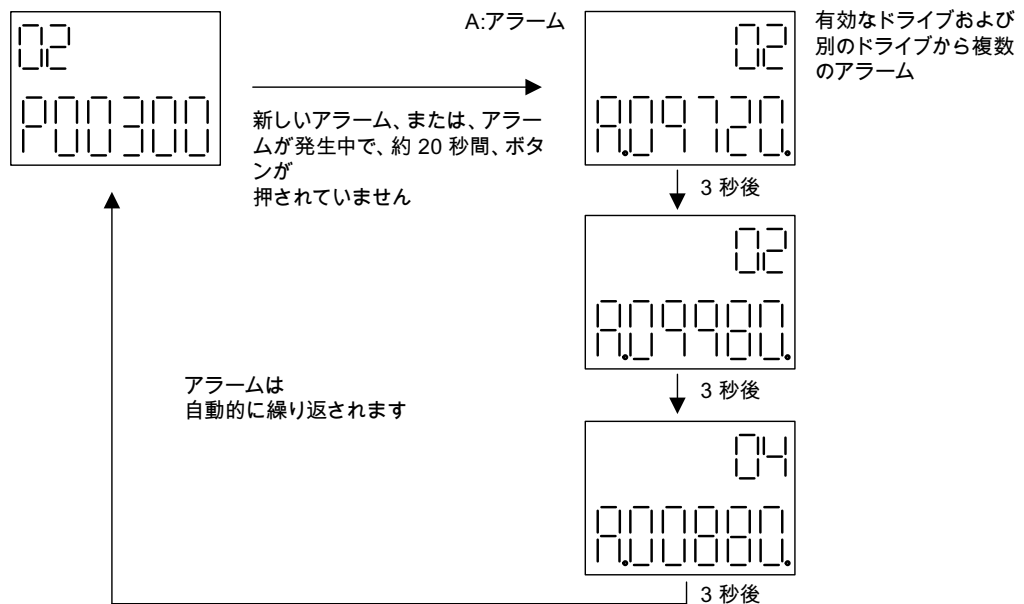 02
P00300
新しいアラーム、または、アラー
ムが発生中で、約 20 秒間、ボタ
ンが
押されていません
A:アラーム
02
A.09720.
有効なドライブおよび
別のドライブから複数
のアラーム
3 秒後
02
A.09980.
3 秒後
アラームは
自動的に繰り返されます
04
A.00880.
3 秒後